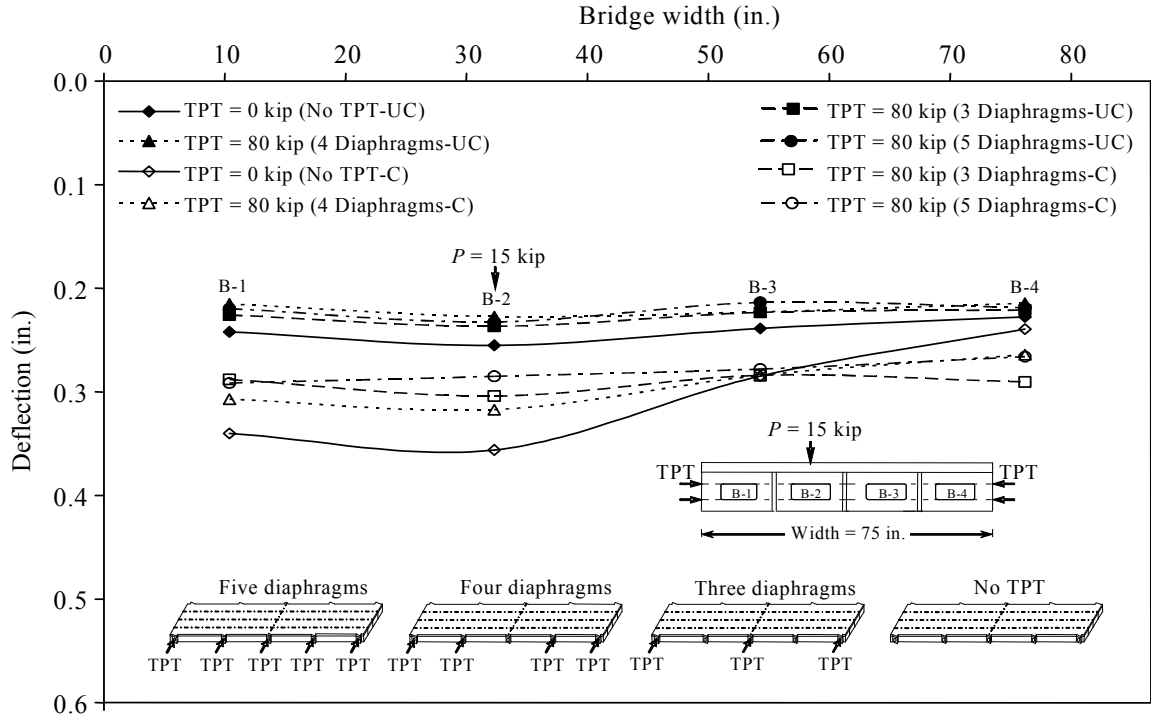 Bridge width (in.)
0 10 20 30 40 50 60 70 80
0.0
0.1
0.2
0.3
0.4
0.5
0.6
Deflection (in.)
TPT = 0 kip (No TPT-UC)
TPT = 80 kip (4 Diaphragms-UC)
TPT = 0 kip (No TPT-C)
TPT = 80 kip (4 Diaphragms-C)
TPT = 80 kip (3 Diaphragms-UC)
TPT = 80 kip (5 Diaphragms-UC)
TPT = 80 kip (3 Diaphragms-C)
TPT = 80 kip (5 Diaphragms-C)
P = 15 kip
B-1 B-2 B-3 B-4
P = 15 kip
TPT TPT
B-1 B-2 B-3 B-4
Width = 75 in.
Five diaphragms
TPT TPT TPT TPT TPT
Four diaphragms
TPT TPT TPT TPT
Three diaphragms
TPT TPT TPT
No TPT